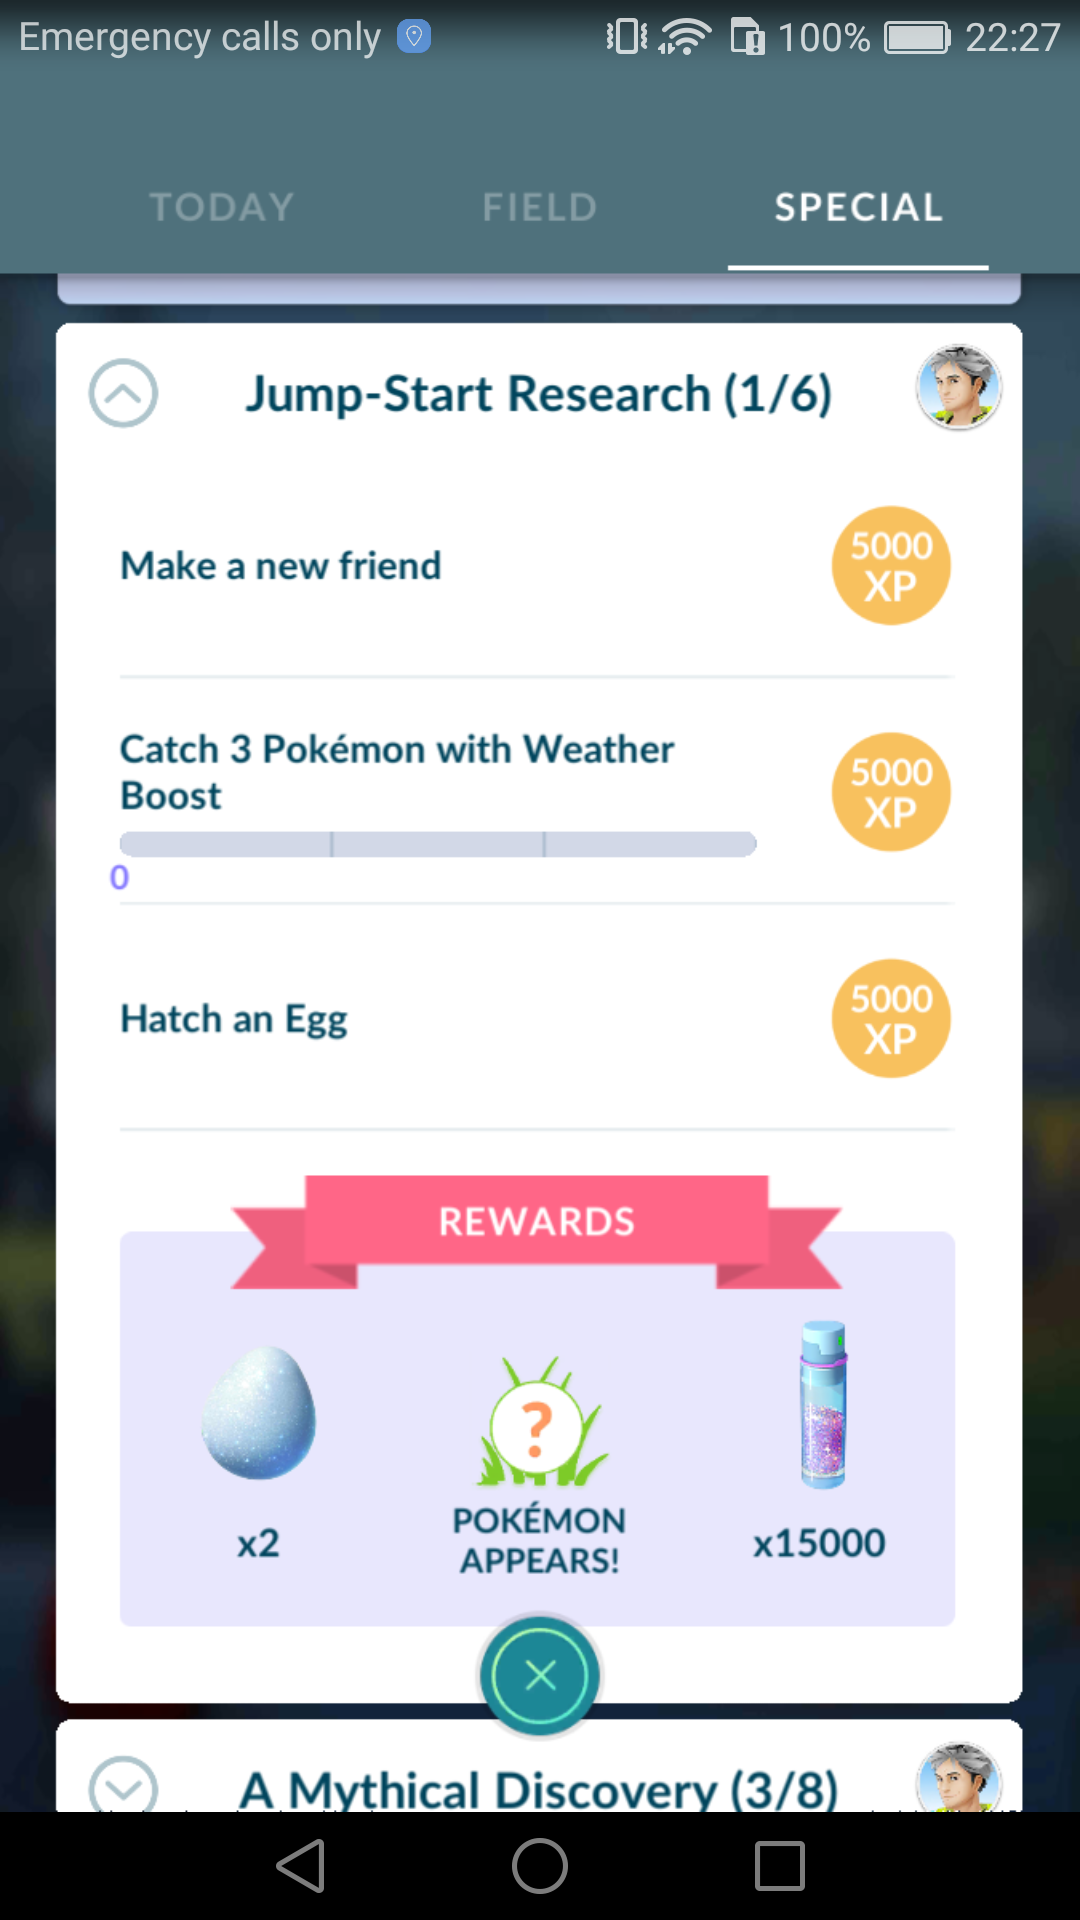 Emergency calls only 100% 22:27
TODAY FIELD SPECIAL
Jump-Start Research (1/6)
Make a new friend
5000
XP
Catch 3 Pokémon with Weather
Boost
5000
XP
0
Hatch an Egg
5000
XP
REWARDS
?
x2
POKÉMON
APPEARS!
x15000
A Mythical Discovery (3/8)